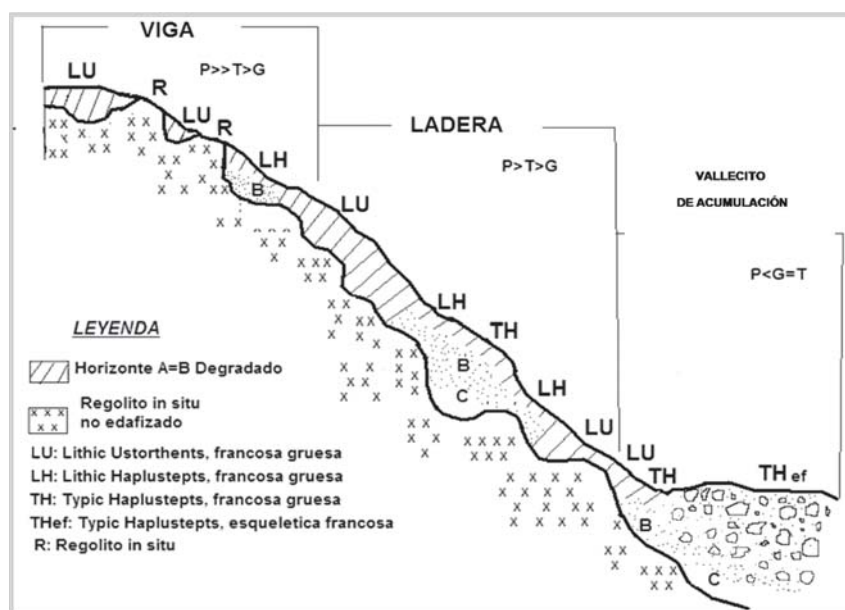 VIGA
LU
R
P>>T>G
LU
R
LH
B
LU
LADERA
P>T>G
LH
TH
B
C
LH
LU
VALLECITO
DE ACUMULACIÓN
P<G=T
LU
TH
TH ef
B
C
LEYENDA
Horizonte A=B Degradado
Regolito in situ
no edafizado
LU: Lithic Ustorthents, francosa gruesa
LH: Lithic Haplustepts, francosa gruesa
TH: Typic Haplustepts, francosa gruesa
THef: Typic Haplustepts, esqueletica francosa
R: Regolito in situ